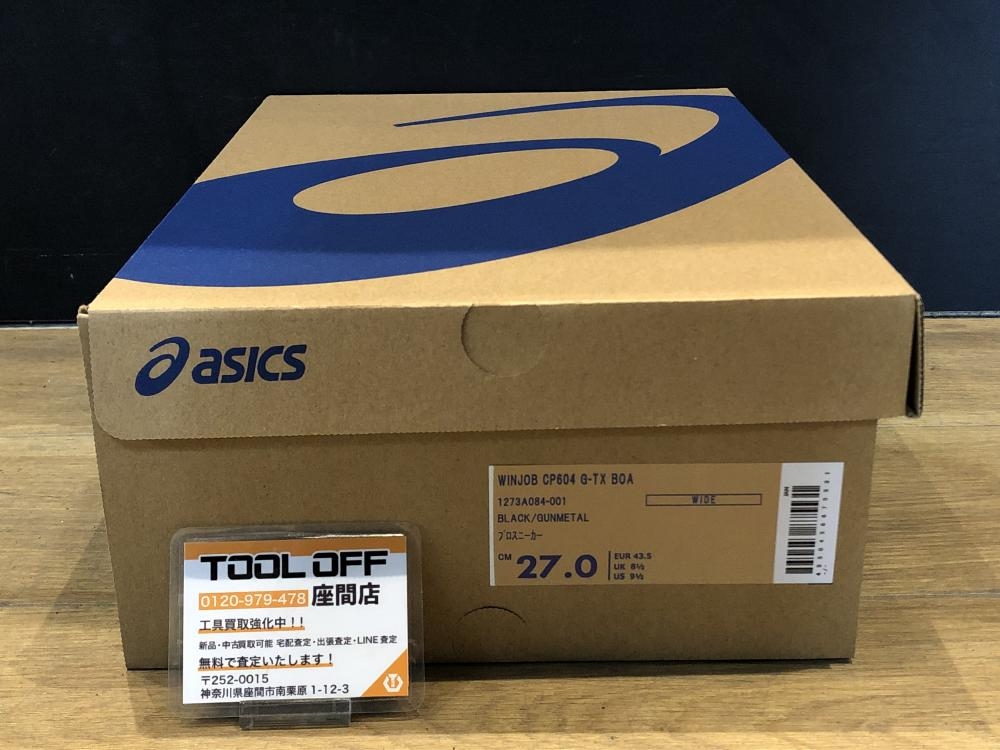 asics
WINJOB CP604 G-TX BOA
1273A084-001
WIDE
BLACK/GUNMETAL
プロスニーカー
CM 27.0
EUR 43.5
UK 8½
US 9½
TOOL OFF
0120-979-478 座間店
工具買取強化中!!
新品・中古買取可能 宅配査定・出張査定・LINE査定
無料で査定いたします!
〒252-0015
神奈川県座間市南栗原 1-12-3